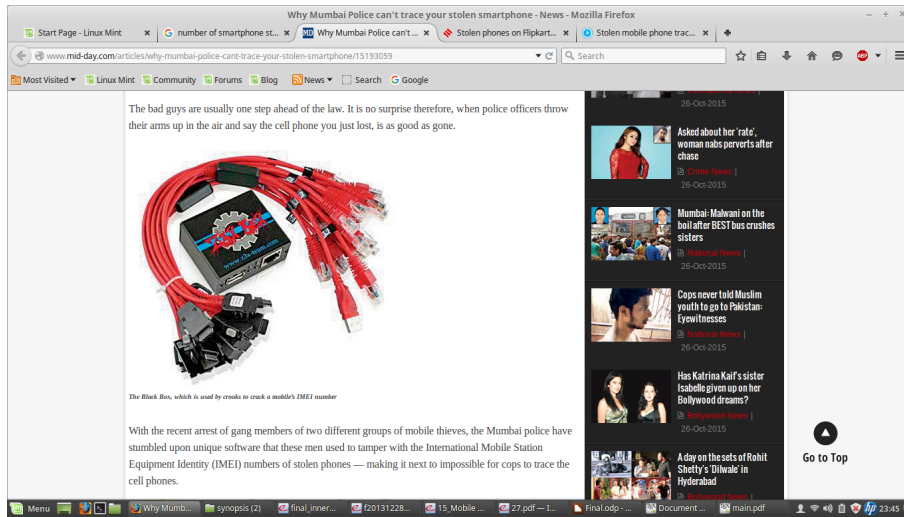 Why Mumbai Police can't trace your stolen smartphone - News - Mozilla Firefox
Start Page - Linux Mint
number of smartphone st...
MD Why Mumbai Police can't ...
Stolen phones on Flipkart...
Stolen mobile phone trac...
www.mid-day.com/articles/why-mumbai-police-cant-trace-your-stolen-smartphone/15193059
Search
Most Visited
Linux Mint
Community
Forums
Blog
News
Search
Google
The bad guys are usually one step ahead of the law. It is no surprise therefore, when police officers throw
their arms up in the air and say the cell phone you just lost, is as good as gone.
www.z3x-team.com
The Black Box, which is used by crooks to crack a mobile's IMEI number
With the recent arrest of gang members of two different groups of mobile thieves, the Mumbai police have
stumbled upon unique software that these men used to tamper with the International Mobile Station
Equipment Identity (IMEI) numbers of stolen phones — making it next to impossible for cops to trace the
cell phones.
26-Oct-2015
Asked about her 'rate',
woman nabs perverts after
chase
Crime News |
26-Oct-2015
Mumbai: Malwani on the
boil after BEST bus crushes
sisters
National News |
26-Oct-2015
Cops never told Muslim
youth to go to Pakistan:
Eyewitnesses
National News |
26-Oct-2015
Has Katrina Kaif's sister
Isabelle given up on her
Bollywood dreams?
Bollywood News |
26-Oct-2015
A day on the sets of Rohit
Shetty's 'Dilwale' in
Hyderabad
Bollywood News |
Go to Top
Menu
Why Mumb...
synopsis (2)
final_inner...
f20131228...
15_Mobile ...
27.pdf — 1...
Final.odp - ...
Document ...
main.pdf
23:45